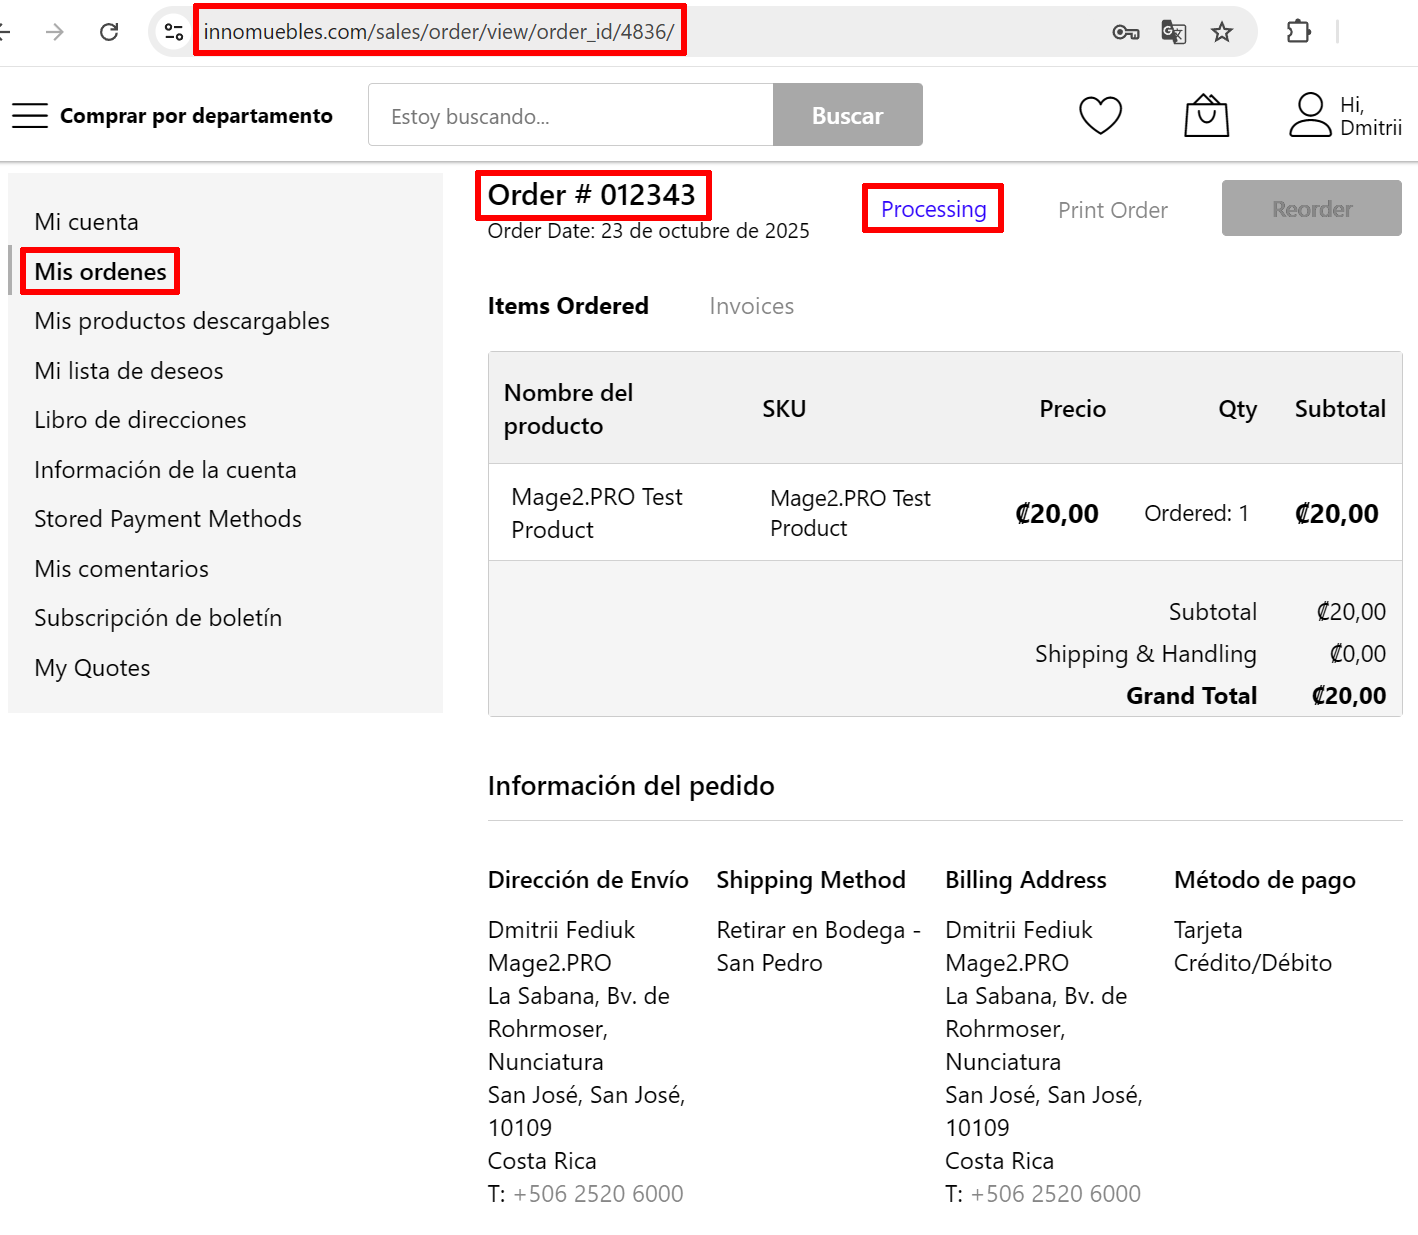 innomuebles.com/sales/order/view/order_id/4836/
Comprar por departamento
Estoy buscando...
Buscar
Hi,
Dmitrii
Mi cuenta
Mis ordenes
Mis productos descargables
Mi lista de deseos
Libro de direcciones
Información de la cuenta
Stored Payment Methods
Mis comentarios
Subscripción de boletín
My Quotes
Order # 012343
Order Date: 23 de octubre de 2025
Processing
Print Order
Reorder
Items Ordered
Invoices
Nombre del
producto
SKU
Precio
Qty
Subtotal
Mage2.PRO Test
Product
Mage2.PRO Test
Product
₡20,00
Ordered: 1
₡20,00
Subtotal ₡20,00
Shipping & Handling ₡0,00
Grand Total ₡20,00
Información del pedido
Dirección de Envío
Dmitrii Fediuk
Mage2.PRO
La Sabana, Bv. de
Rohrmoser,
Nunciatura
San José, San José,
10109
Costa Rica
T: +506 2520 6000
Shipping Method
Retirar en Bodega -
San Pedro
Billing Address
Dmitrii Fediuk
Mage2.PRO
La Sabana, Bv. de
Rohrmoser,
Nunciatura
San José, San José,
10109
Costa Rica
T: +506 2520 6000
Método de pago
Tarjeta
Crédito/Débito